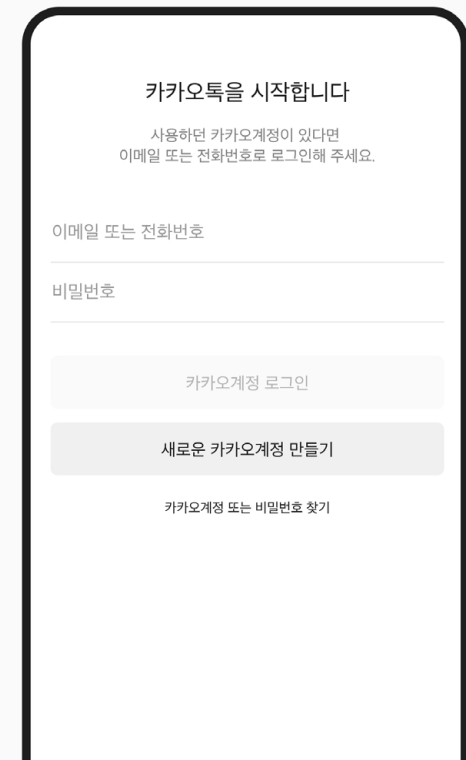 카카오톡을 시작합니다
사용하던 카카오계정이 있다면
이메일 또는 전화번호로 로그인해 주세요.
이메일 또는 전화번호
비밀번호
카카오계정 로그인
새로운 카카오계정 만들기
카카오계정 또는 비밀번호 찾기